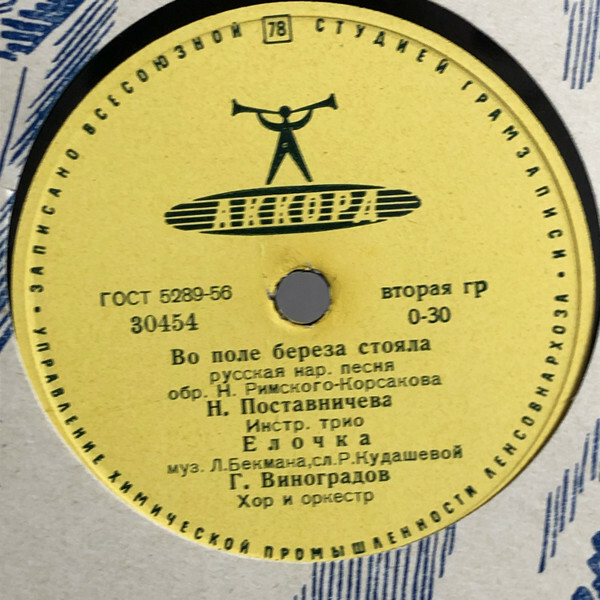 ЗАПИСАНО ВСЕСОЮЗНОЙ 78 СТУДИЕЙ ГРАМЗАПИСИ
АККОРД
ГОСТ 5289-56
30454
вторая гр
0-30
Во поле береза стояла
русская нар. песня
обр. Н. Римского-Корсакова
Н. Поставничева
Инстр. трио
Елочка
муз. Л.Бекмана,сл.Р.Кудашевой
Г. Виноградов
Хор и оркестр
УПРАВЛЕНИЕ ХИМИЧЕСКОЙ ПРОМЫШЛЕННОСТИ ЛЕНСОВНАРХОЗА